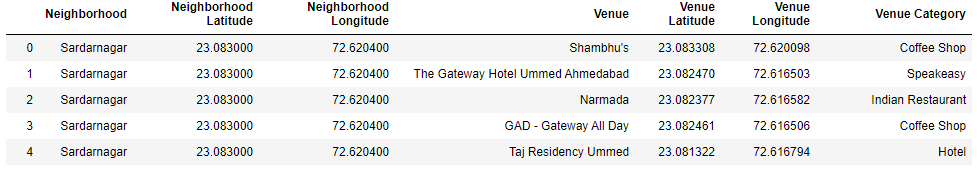 Neighborhood Neighborhood Latitude Neighborhood Longitude Venue Venue Latitude Venue Longitude Venue Category
0 Sardarnagar 23.083000 72.620400 Shambhu's 23.083308 72.620098 Coffee Shop
1 Sardarnagar 23.083000 72.620400 The Gateway Hotel Ummed Ahmedabad 23.082470 72.616503 Speakeasy
2 Sardarnagar 23.083000 72.620400 Narmada 23.082377 72.616582 Indian Restaurant
3 Sardarnagar 23.083000 72.620400 GAD - Gateway All Day 23.082461 72.616506 Coffee Shop
4 Sardarnagar 23.083000 72.620400 Taj Residency Ummed 23.081322 72.616794 Hotel